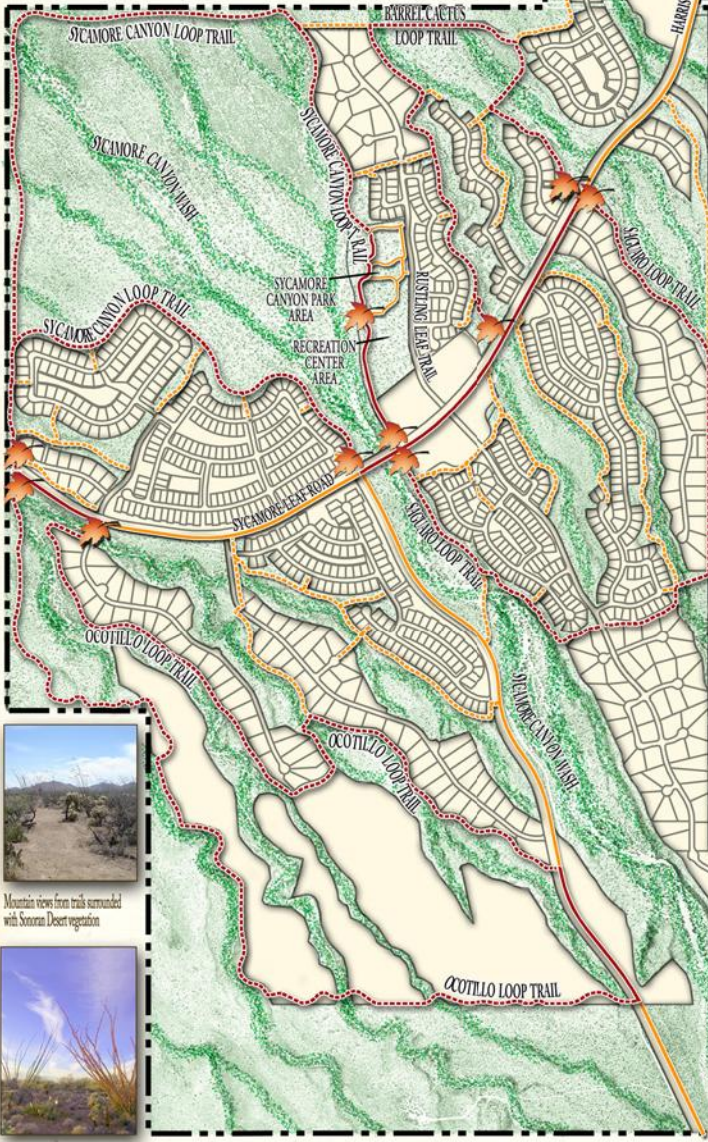 BARREL CACTUS
LOOP TRAIL
HARRIS
SYCAMORE CANYON LOOP TRAIL
SYCAMORE CANYON WASH
SYCAMORE CANYON LOOP TRAIL
SIGUARO LOOP TRAIL
SYCAMORE
CANYON PARK
AREA
RUSTLING LEAF TRAIL
SYCAMORE CANYON LOOP TRAIL
RECREATION
CENTER
AREA
SYCAMORE LEAF ROAD
SIGUARO LOOP TRAIL
OCOTILLO LOOP TRAIL
SYCAMORE CANYON WASH
OCOTILLO LOOP TRAIL
Mountain views from trails surrounded
with Sonoran Desert vegetation
OCOTILLO LOOP TRAIL